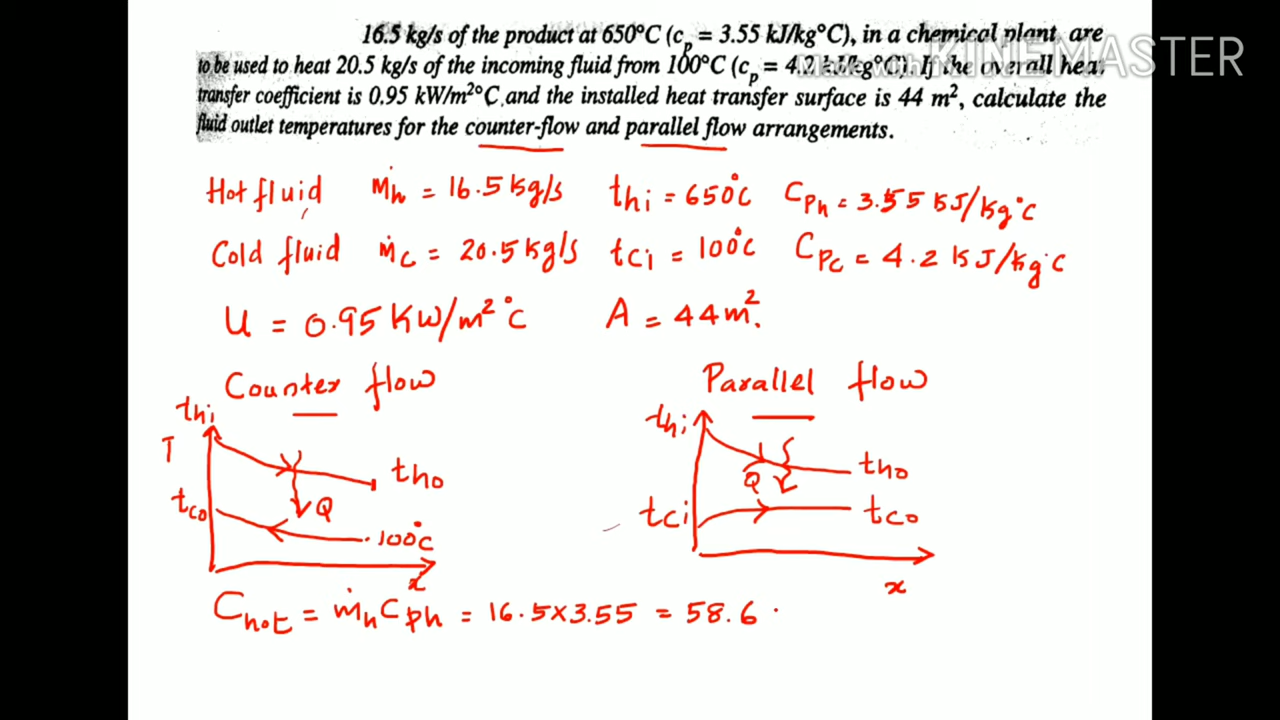 16.5 kg/s of the product at 650°C (cp = 3.55 kJ/kg°C), in a chemical plant, are
to be used to heat 20.5 kg/s of the incoming fluid from 100°C (cp = 4.2 kJ/kg°C). If the overall heat
KINEMASTER
transfer coefficient is 0.95 kW/m²°C and the installed heat transfer surface is 44 m², calculate the
fluid outlet temperatures for the counter-flow and parallel flow arrangements.
Hot fluid ṁh = 16.5 kg/s thi = 650°C CPh = 3.55 KJ/Kg°C
Cold fluid ṁc = 20.5 kg/s tci = 100°C CPc = 4.2 KJ/Kg°C
U = 0.95 KW/m²°C A = 44m².
Counter flow Parallel flow
thi thi
T
tho tho
Q Q
tco tci tco
100°C
x x
Chot = ṁhCph = 16.5×3.55 = 58.6